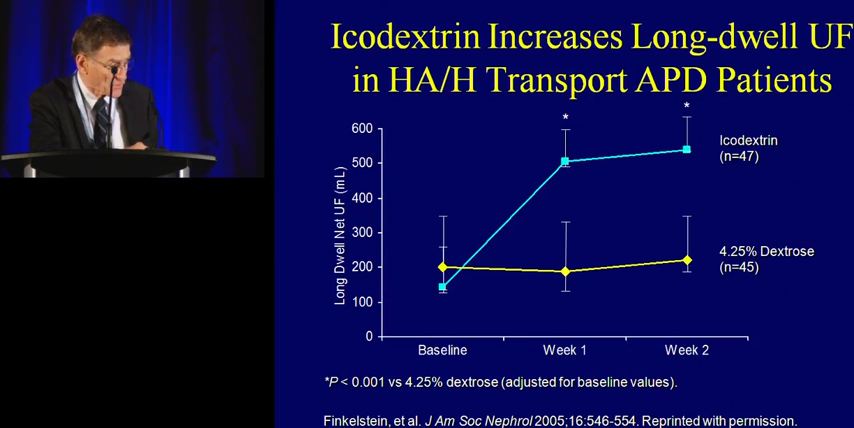 Icodextrin Increases Long-dwell UF
in HA/H Transport APD Patients
* *
Icodextrin
(n=47)
4.25% Dextrose
(n=45)
Long Dwell Net UF (mL)
600
500
400
300
200
100
0
Baseline Week 1 Week 2
*P < 0.001 vs 4.25% dextrose (adjusted for baseline values).
Finkelstein, et al. J Am Soc Nephrol 2005;16:546-554. Reprinted with permission.